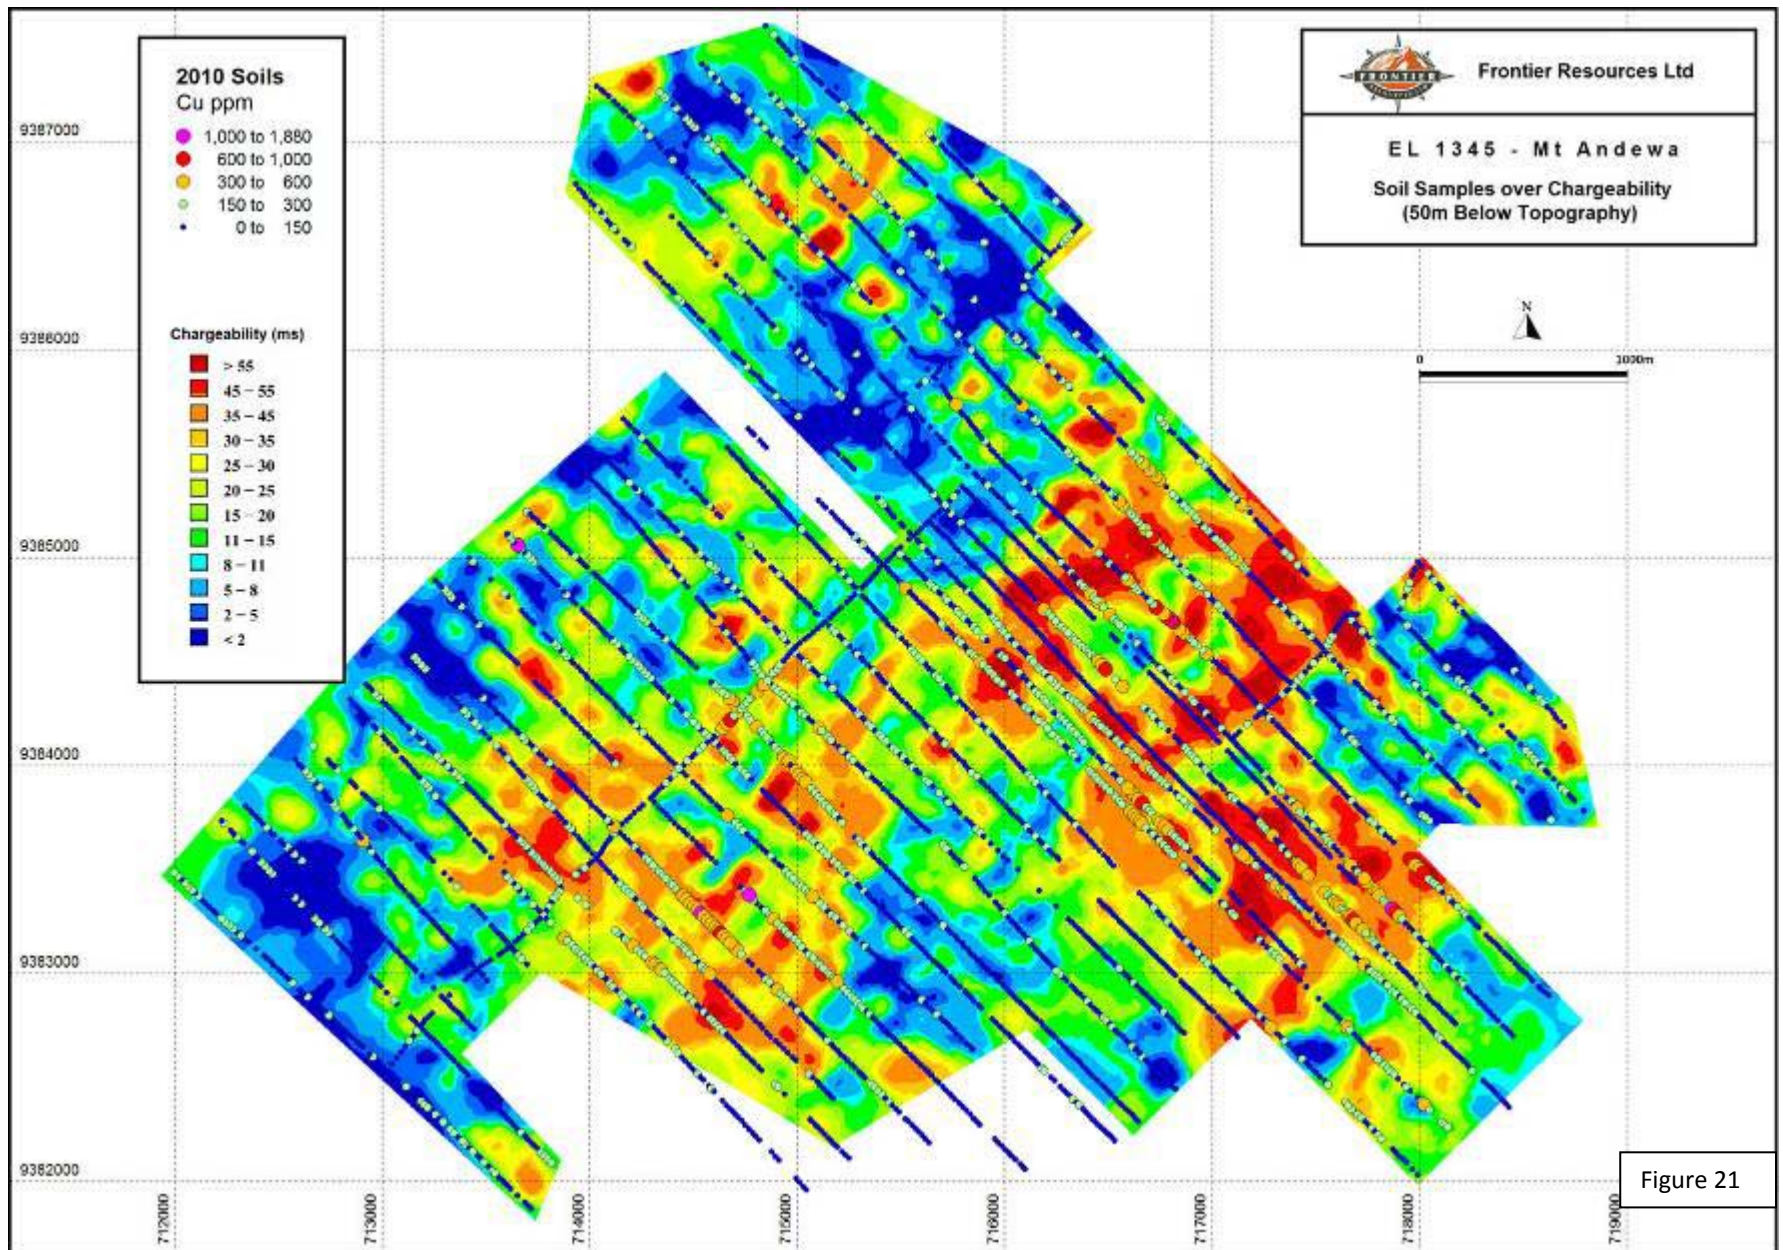 2010 Soils
Cu ppm
1,000 to 1,880
600 to 1,000
300 to 600
150 to 300
0 to 150
Chargeability (ms)
> 55
45 – 55
35 – 45
30 – 35
25 – 30
20 – 25
15 – 20
11 – 15
8 – 11
5 – 8
2 – 5
< 2
FRONTIER
Frontier Resources Ltd
EL 1345 - Mt Andewa
Soil Samples over Chargeability
(50m Below Topography)
N
0 1000m
9387000
9386000
9385000
9384000
9383000
9382000
712000
713000
714000
715000
716000
717000
718000
719000
Figure 21